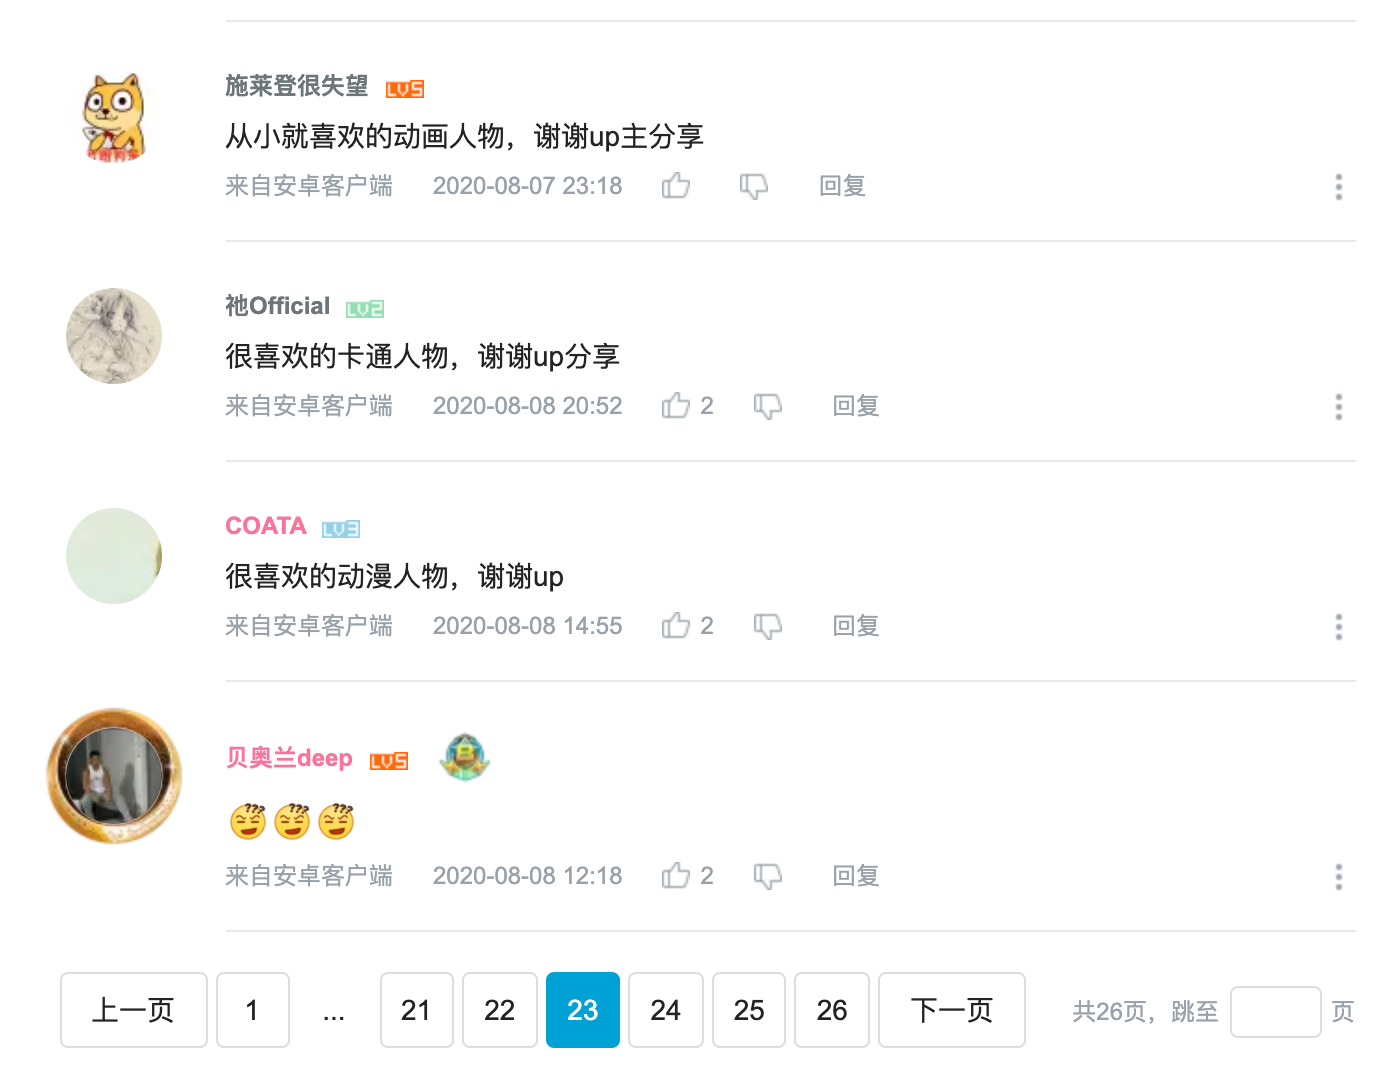 施莱登很失望 LV5
从小就喜欢的动画人物，谢谢up主分享
来自安卓客户端 2020-08-07 23:18 回复
祂Official LV2
很喜欢的卡通人物，谢谢up分享
来自安卓客户端 2020-08-08 20:52 2 回复
COATA LV3
很喜欢的动漫人物，谢谢up
来自安卓客户端 2020-08-08 14:55 2 回复
贝奥兰deep LV5
来自安卓客户端 2020-08-08 12:18 2 回复
上一页 1 ... 21 22 23 24 25 26 下一页 共26页，跳至 页